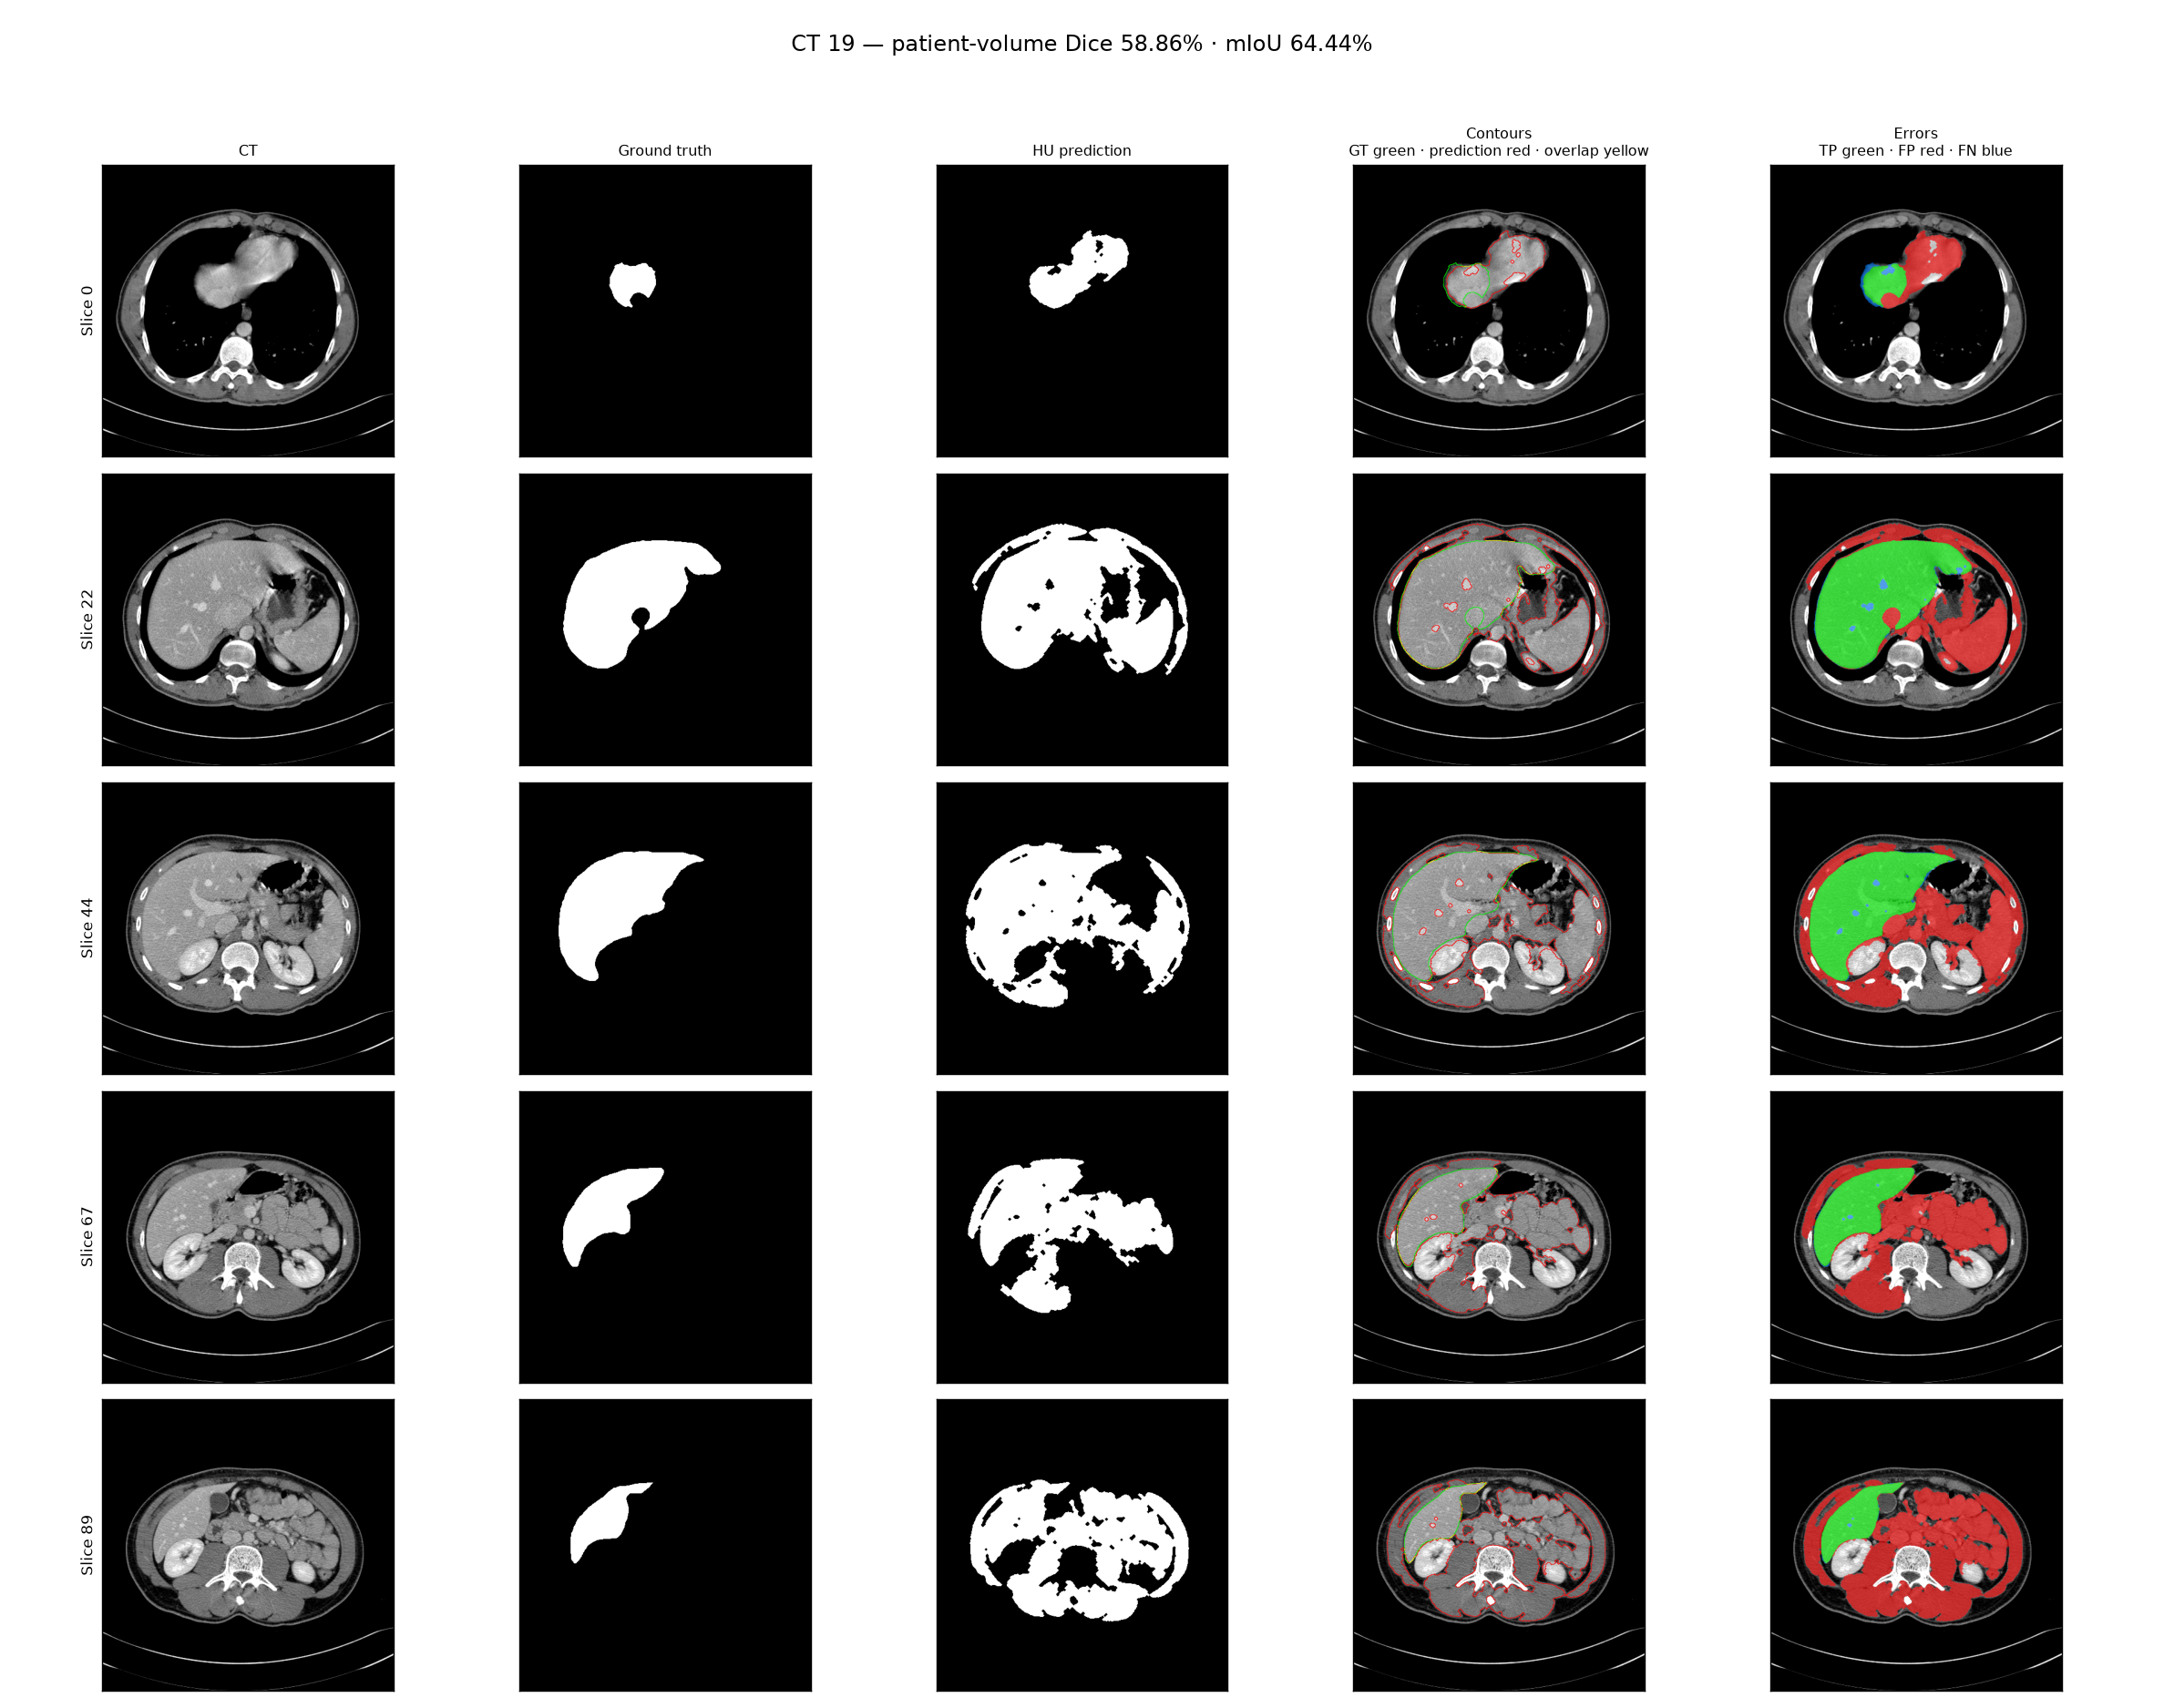 CT 19 — patient-volume Dice 58.86% · mIoU 64.44%
CT
Ground truth
HU prediction
Contours
GT green · prediction red · overlap yellow
Errors
TP green · FP red · FN blue
Slice 0
Slice 22
Slice 44
Slice 67
Slice 89